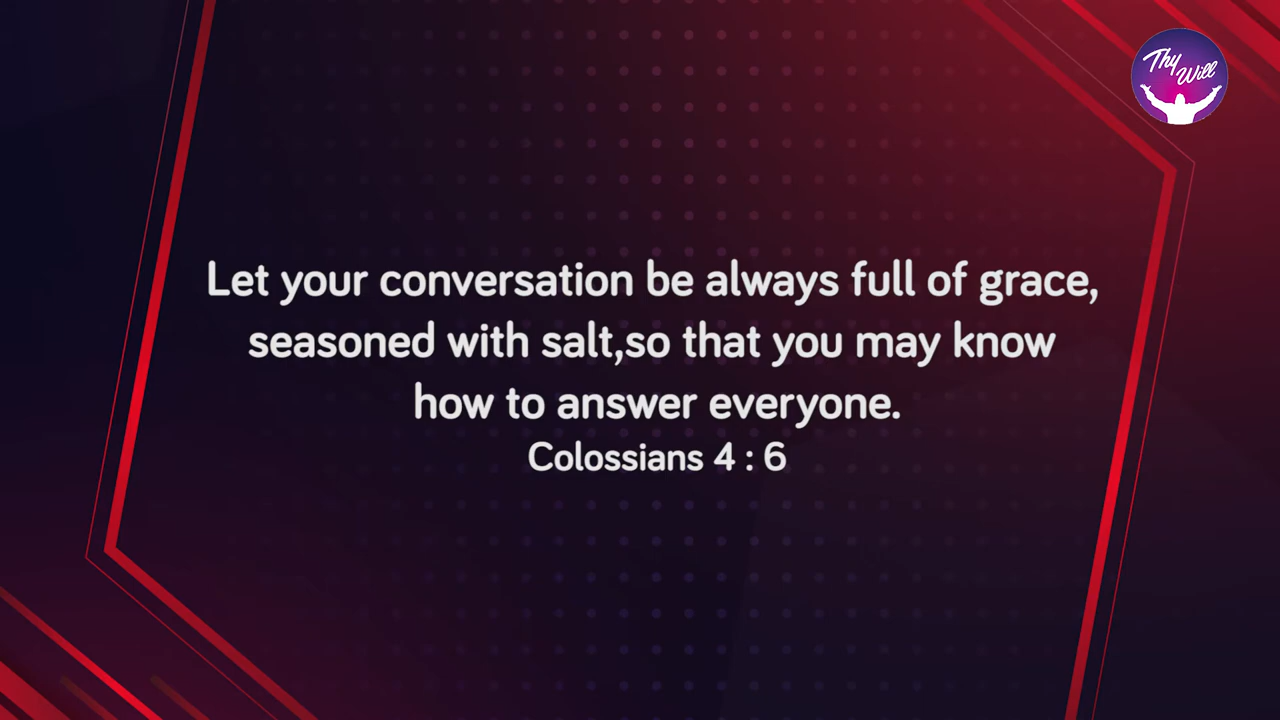 Thy Will
Let your conversation be always full of grace,
seasoned with salt,so that you may know
how to answer everyone.
Colossians 4 : 6